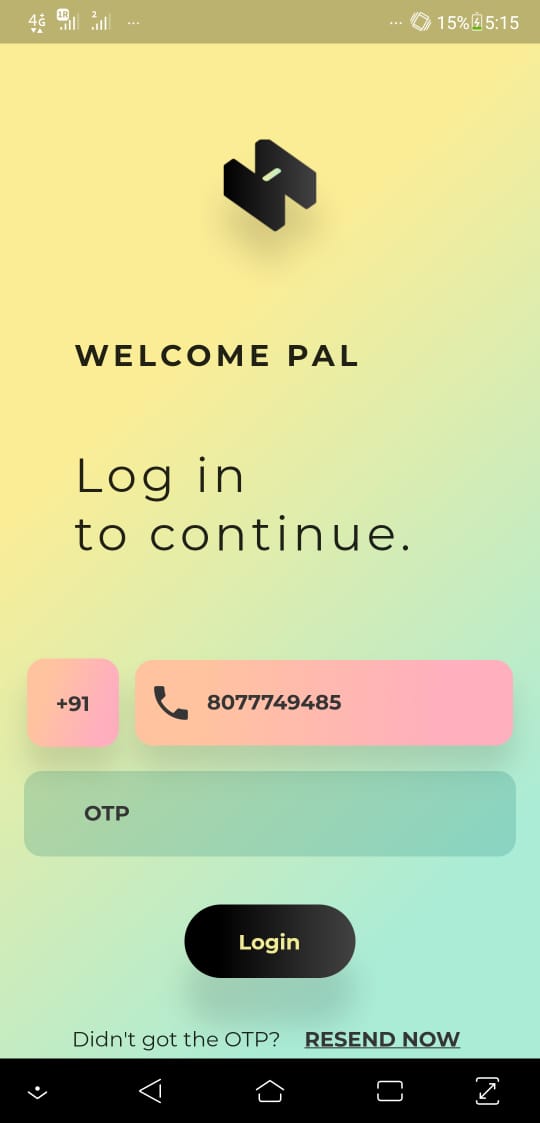 4G 1R 2 ... ... 15% 5:15
WELCOME PAL
Log in
to continue.
+91 8077749485
OTP
Login
Didn't got the OTP? RESEND NOW